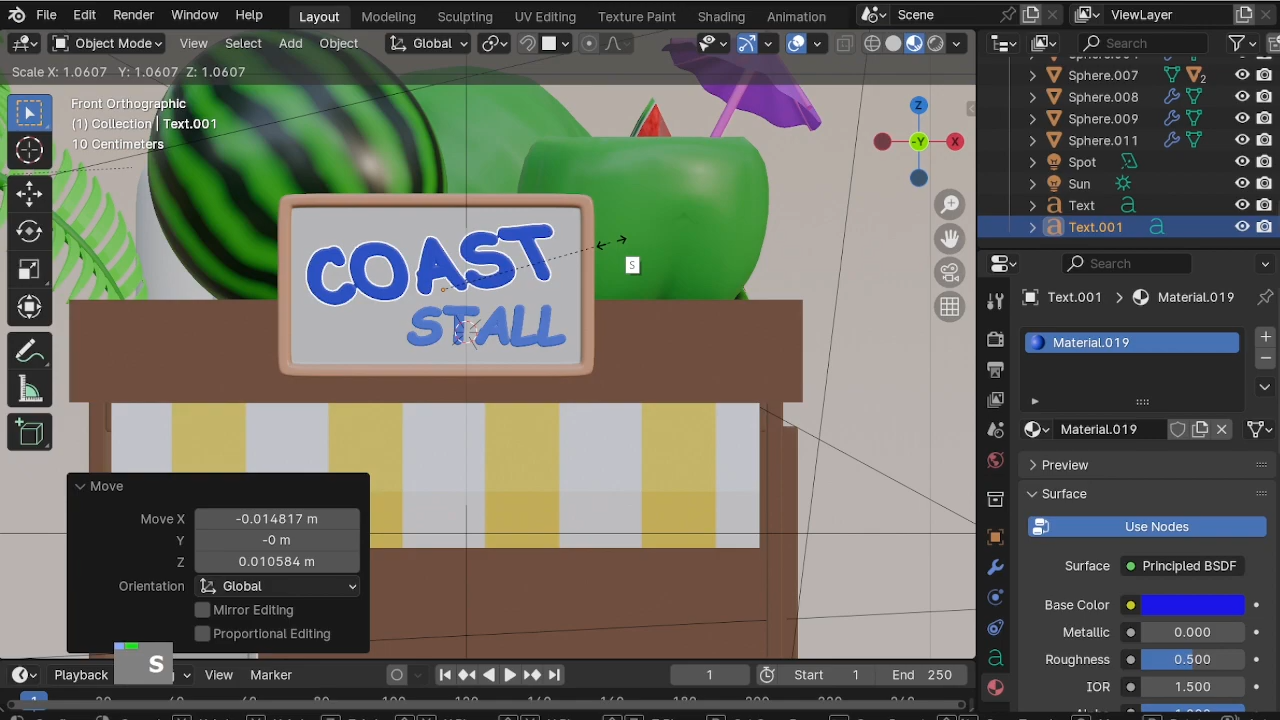 File Edit Render Window Help Layout Modeling Sculpting UV Editing Texture Paint Shading Animation Scene ViewLayer
Object Mode View Select Add Object Global Search
Scale X: 1.0607 Y: 1.0607 Z: 1.0607
Front Orthographic
(1) Collection | Text.001
10 Centimeters
Z
-Y X
Sphere.007 2
Sphere.008
Sphere.009
Sphere.011
Spot
Sun
Text
Text.001
COAST
STALL
S
Search
Text.001 Material.019
Material.019
Material.019
Preview
Surface
Use Nodes
Surface Principled BSDF
Base Color
Metallic 0.000
Roughness 0.500
IOR 1.500
Move
Move X -0.014817 m
Y -0 m
Z 0.010584 m
Orientation Global
Mirror Editing
Proportional Editing
S
Playback View Marker 1 Start 1 End 250
1